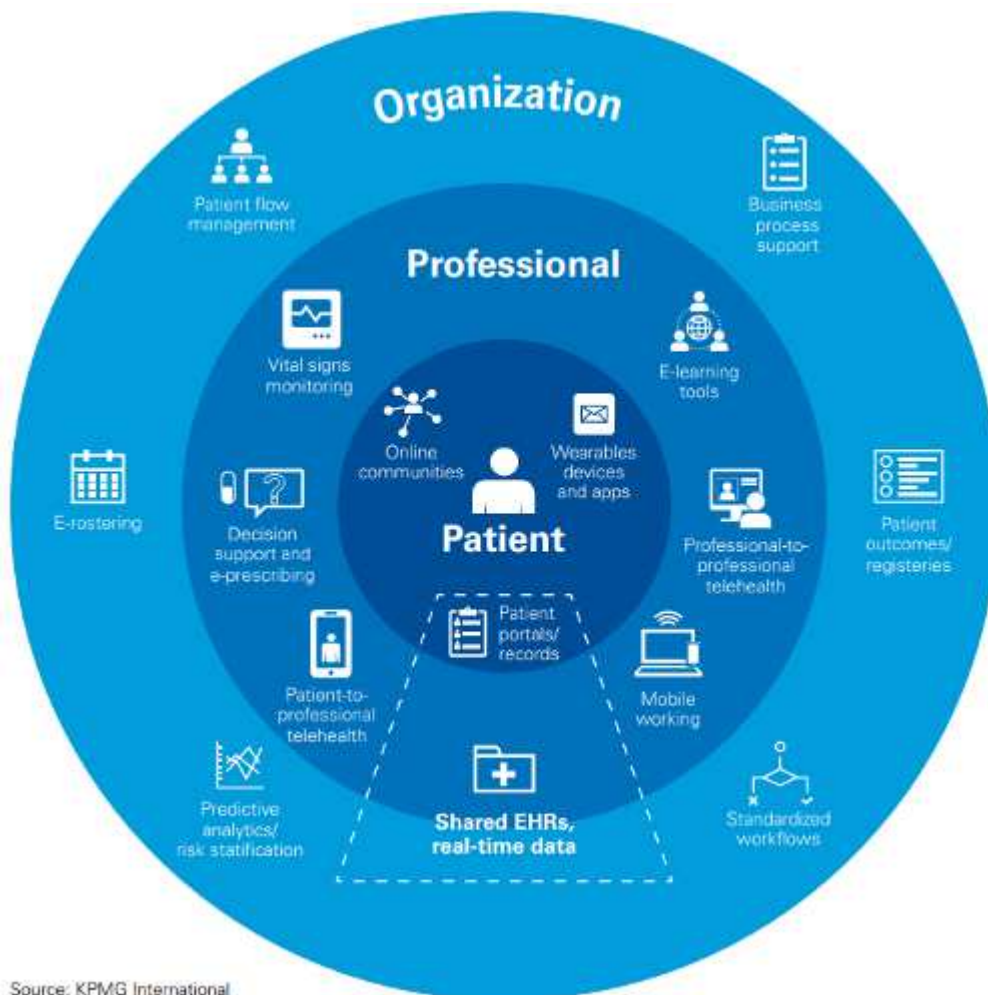 Organization
Patient flow
management
Business
process
support
Professional
Vital signs
monitoring
E-learning
tools
Online
communities
Wearables
devices
and apps
E-rostering
Decision
support and
e-prescribing
Patient
Professional-to-
professional
telehealth
Patient
outcomes/
registeries
Patient
portals/
records
Patient-to-
professional
telehealth
Mobile
working
Predictive
analytics/
risk statification
Shared EHRs,
real-time data
Standardized
workflows
Source: KPMG International